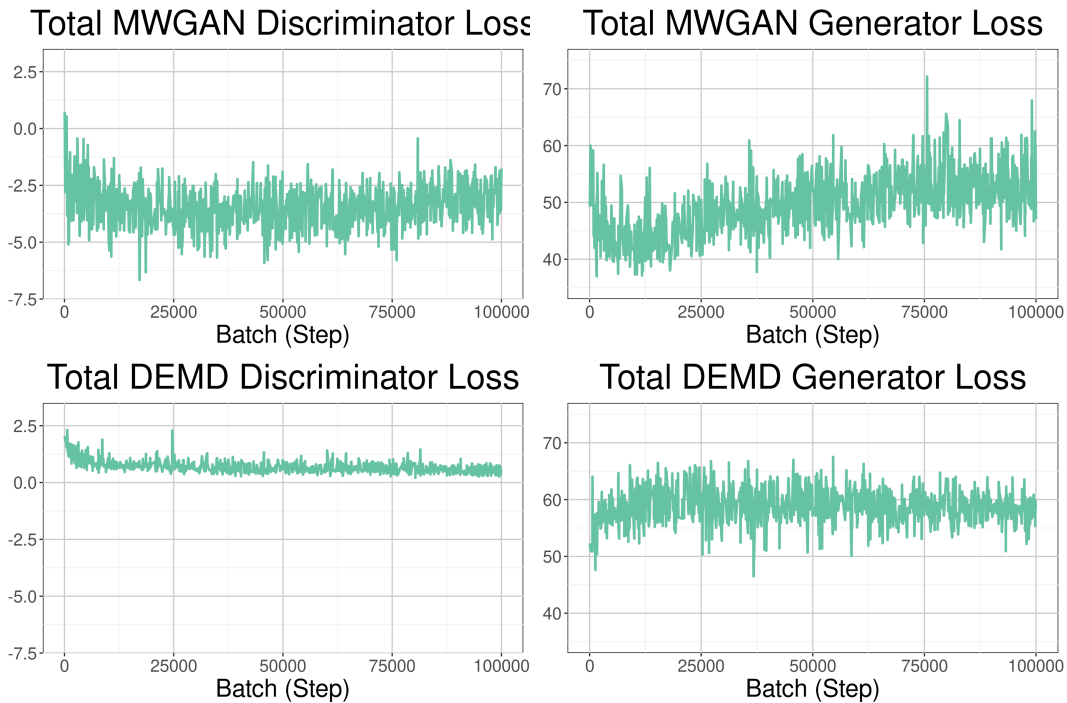 Total MWGAN Discriminator Loss
2.5
0.0
-2.5
-5.0
-7.5
0 25000 50000 75000 100000
Batch (Step)
Total MWGAN Generator Loss
70
60
50
40
0 25000 50000 75000 100000
Batch (Step)
Total DEMD Discriminator Loss
2.5
0.0
-2.5
-5.0
-7.5
0 25000 50000 75000 100000
Batch (Step)
Total DEMD Generator Loss
70
60
50
40
0 25000 50000 75000 100000
Batch (Step)